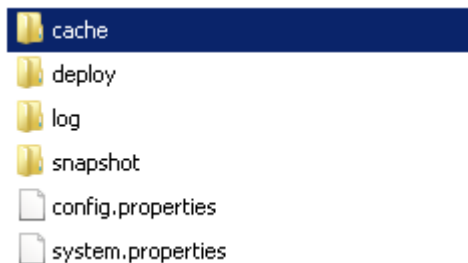 cache
deploy
log
snapshot
config.properties
system.properties